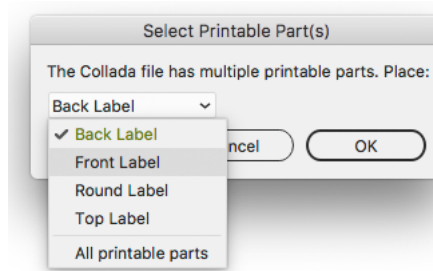 Select Printable Part(s)
The Collada file has multiple printable parts. Place:
Back Label
Back Label
Front Label
ncel
OK
Round Label
Top Label
All printable parts